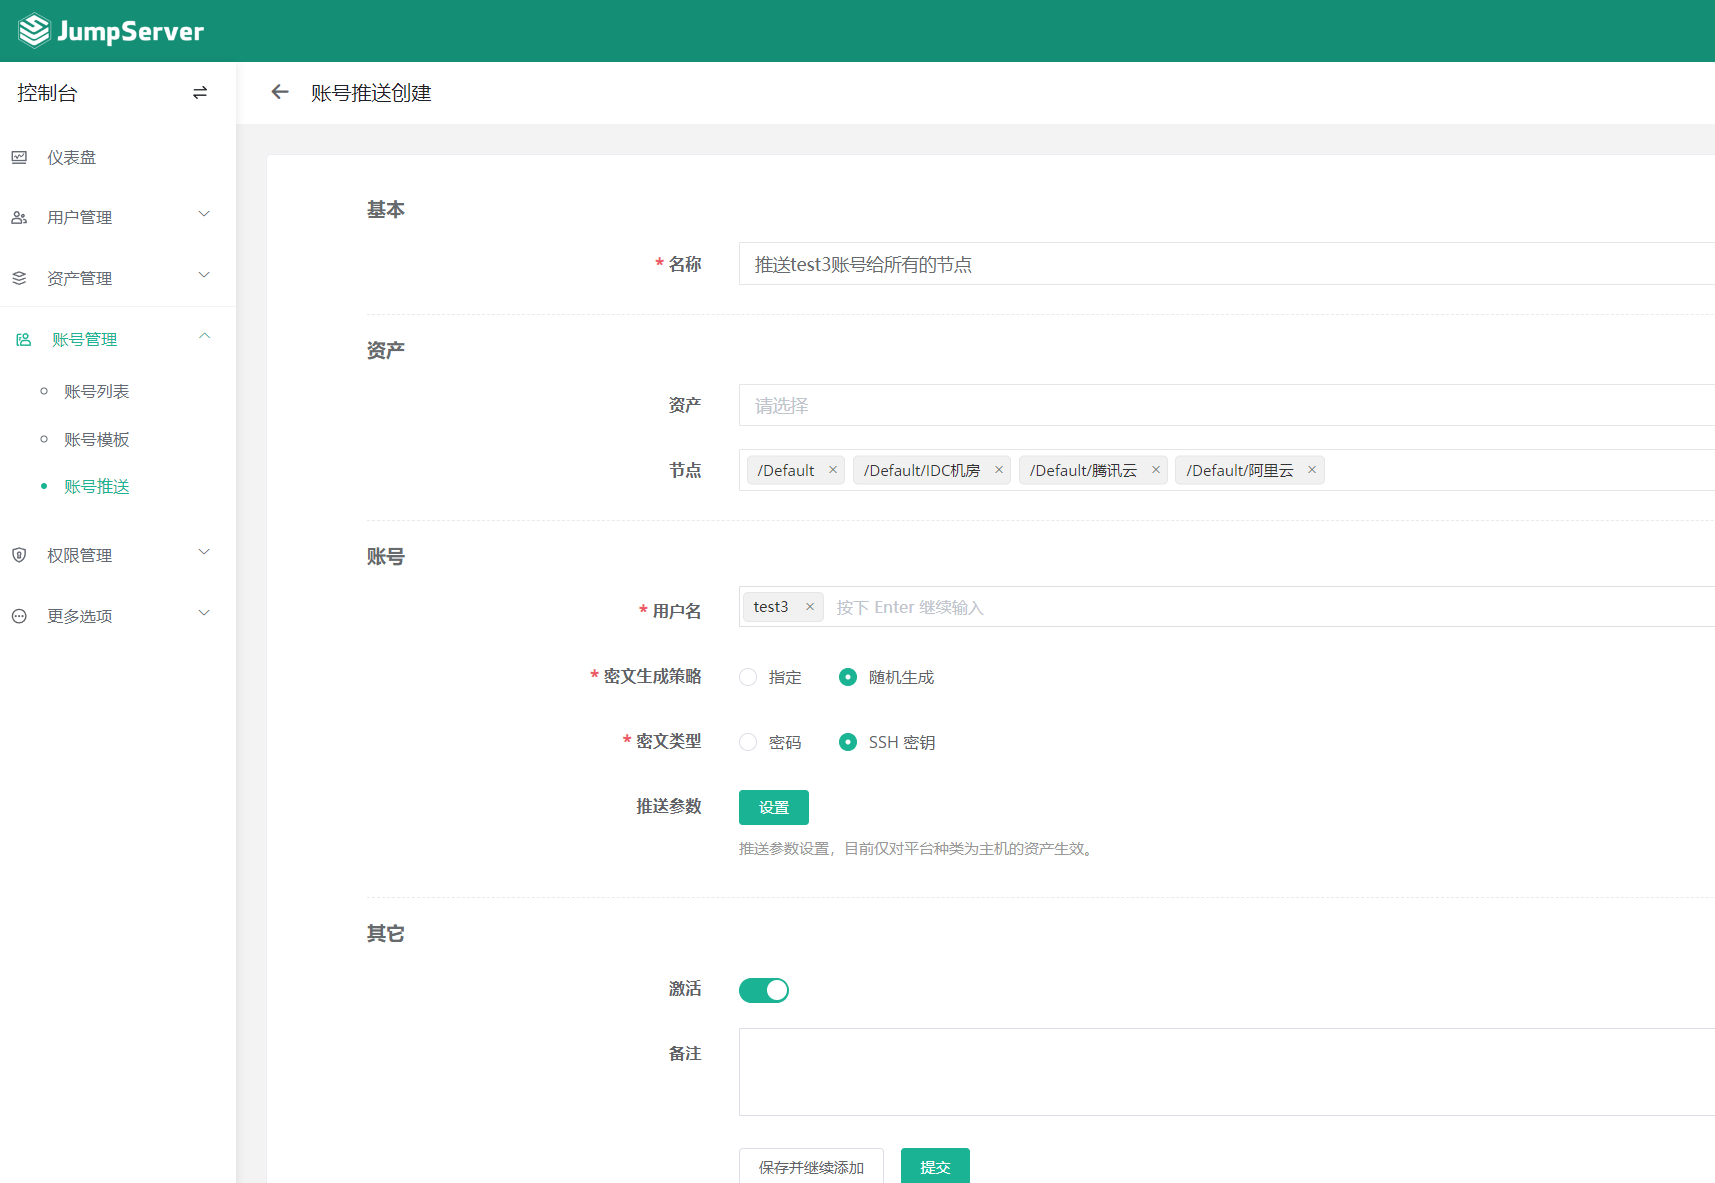 JumpServer
控制台
账号推送创建
仪表盘
用户管理
资产管理
账号管理
账号列表
账号模板
账号推送
权限管理
更多选项
基本
* 名称 推送test3账号给所有的节点
资产
资产 请选择
节点 /Default × /Default/IDC机房 × /Default/腾讯云 × /Default/阿里云 ×
账号
* 用户名 test3 × 按下 Enter 继续输入
* 密文生成策略 指定 随机生成
* 密文类型 密码 SSH 密钥
推送参数 设置
推送参数设置，目前仅对平台种类为主机的资产生效。
其它
激活
备注
保存并继续添加 提交